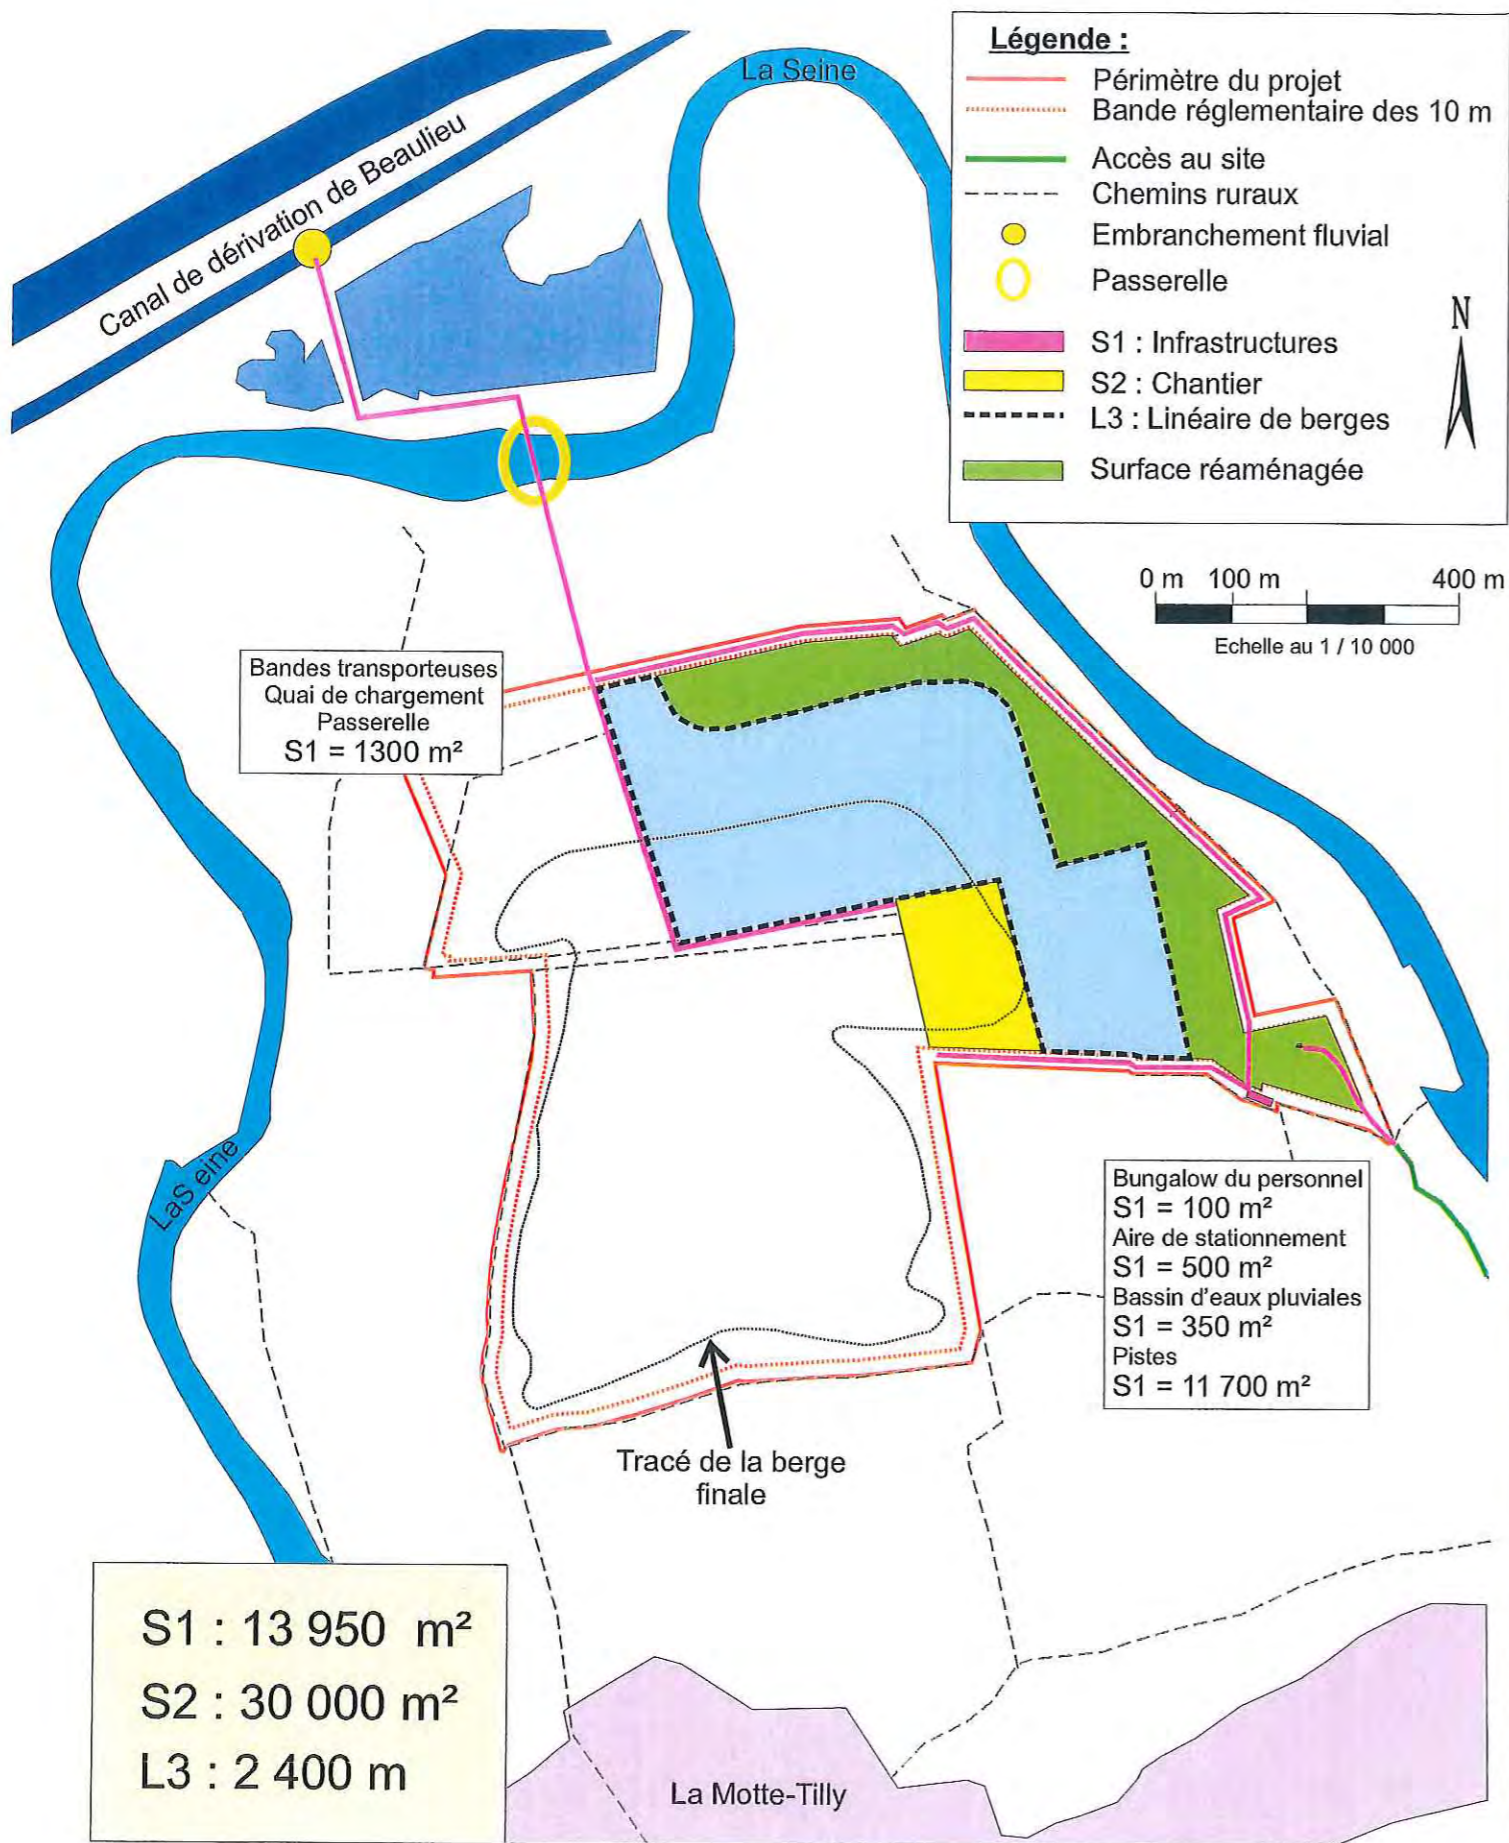 La Seine
Canal de dérivation de Beaulieu
Légende :
Périmètre du projet
Bande réglementaire des 10 m
Accès au site
Chemins ruraux
Embranchement fluvial
Passerelle
S1 : Infrastructures
S2 : Chantier
L3 : Linéaire de berges
Surface réaménagée
N
0 m 100 m 400 m
Echelle au 1 / 10 000
Bandes transporteuses
Quai de chargement
Passerelle
S1 = 1300 m²
LaS eine
Bungalow du personnel
S1 = 100 m²
Aire de stationnement
S1 = 500 m²
Bassin d'eaux pluviales
S1 = 350 m²
Pistes
S1 = 11 700 m²
Tracé de la berge
finale
S1 : 13 950 m²
S2 : 30 000 m²
L3 : 2 400 m
La Motte-Tilly